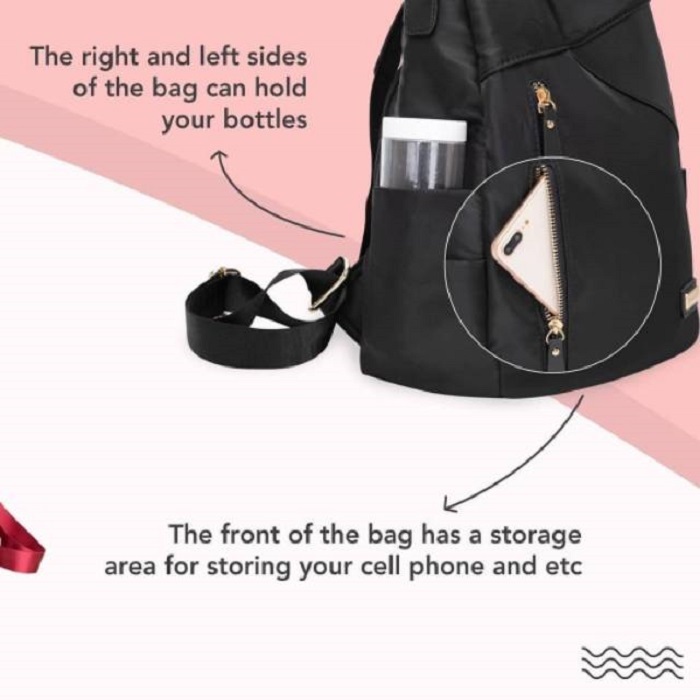 The right and left sides
of the bag can hold
your bottles
The front of the bag has a storage
area for storing your cell phone and etc